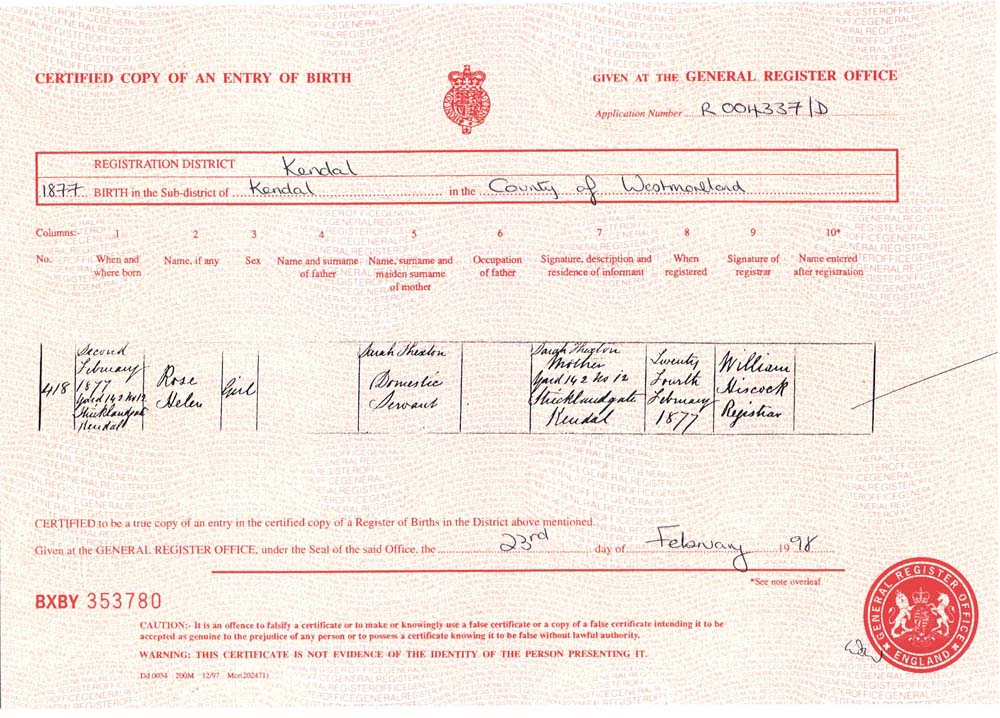 CERTIFIED COPY OF AN ENTRY OF BIRTH
GIVEN AT THE GENERAL REGISTER OFFICE
Application Number R 004337/D
REGISTRATION DISTRICT Kendal
1877 BIRTH in the Sub-district of Kendal in the County of Westmoreland
Columns:- 1 2 3 4 5 6 7 8 9 10*
No. When and Name, if any Sex Name and surname Name, surname and Occupation Signature, description and When Signature of Name entered
where born of father maiden surname of father residence of informant registered registrar after registration
of mother
418
Second
February
1877
Yard 142 No 12
Stricklandgate
Kendal
Rose
Helen
Girl
Sarah Thexton
Domestic
Servant
Sarah Thexton
Mother
Yard 142 No 12
Stricklandgate
Kendal
Twenty
Fourth
February
1877
William
Hiscock
Registrar
CERTIFIED to be a true copy of an entry in the certified copy of a Register of Births in the District above mentioned.
Given at the GENERAL REGISTER OFFICE, under the Seal of the said Office, the 23rd day of February 1998
*See note overleaf
BXBY 353780
CAUTION:- It is an offence to falsify a certificate or to make or knowingly use a false certificate or a copy of a false certificate intending it to be
accepted as genuine to the prejudice of any person or to possess a certificate knowing it to be false without lawful authority.
WARNING: THIS CERTIFICATE IS NOT EVIDENCE OF THE IDENTITY OF THE PERSON PRESENTING IT.
Dd 0034 200M 12/97 Mcr(202471)
GENERAL REGISTER OFFICE
ENGLAND